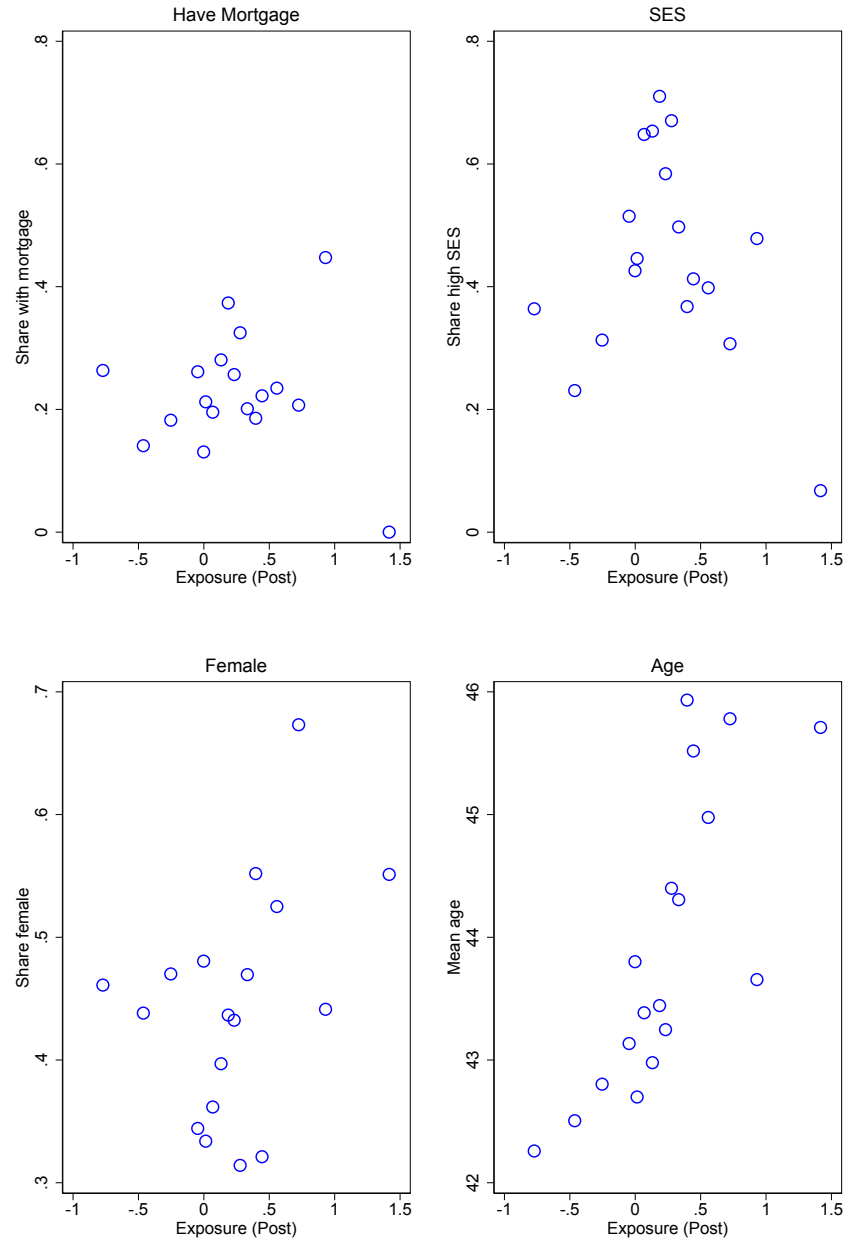 Have Mortgage
Share with mortgage
.8
.6
.4
.2
0
-1 -.5 0 .5 1 1.5
Exposure (Post)
SES
Share high SES
.8
.6
.4
.2
0
-1 -.5 0 .5 1 1.5
Exposure (Post)
Female
Share female
.7
.6
.5
.4
.3
-1 -.5 0 .5 1 1.5
Exposure (Post)
Age
Mean age
46
45
44
43
42
-1 -.5 0 .5 1 1.5
Exposure (Post)